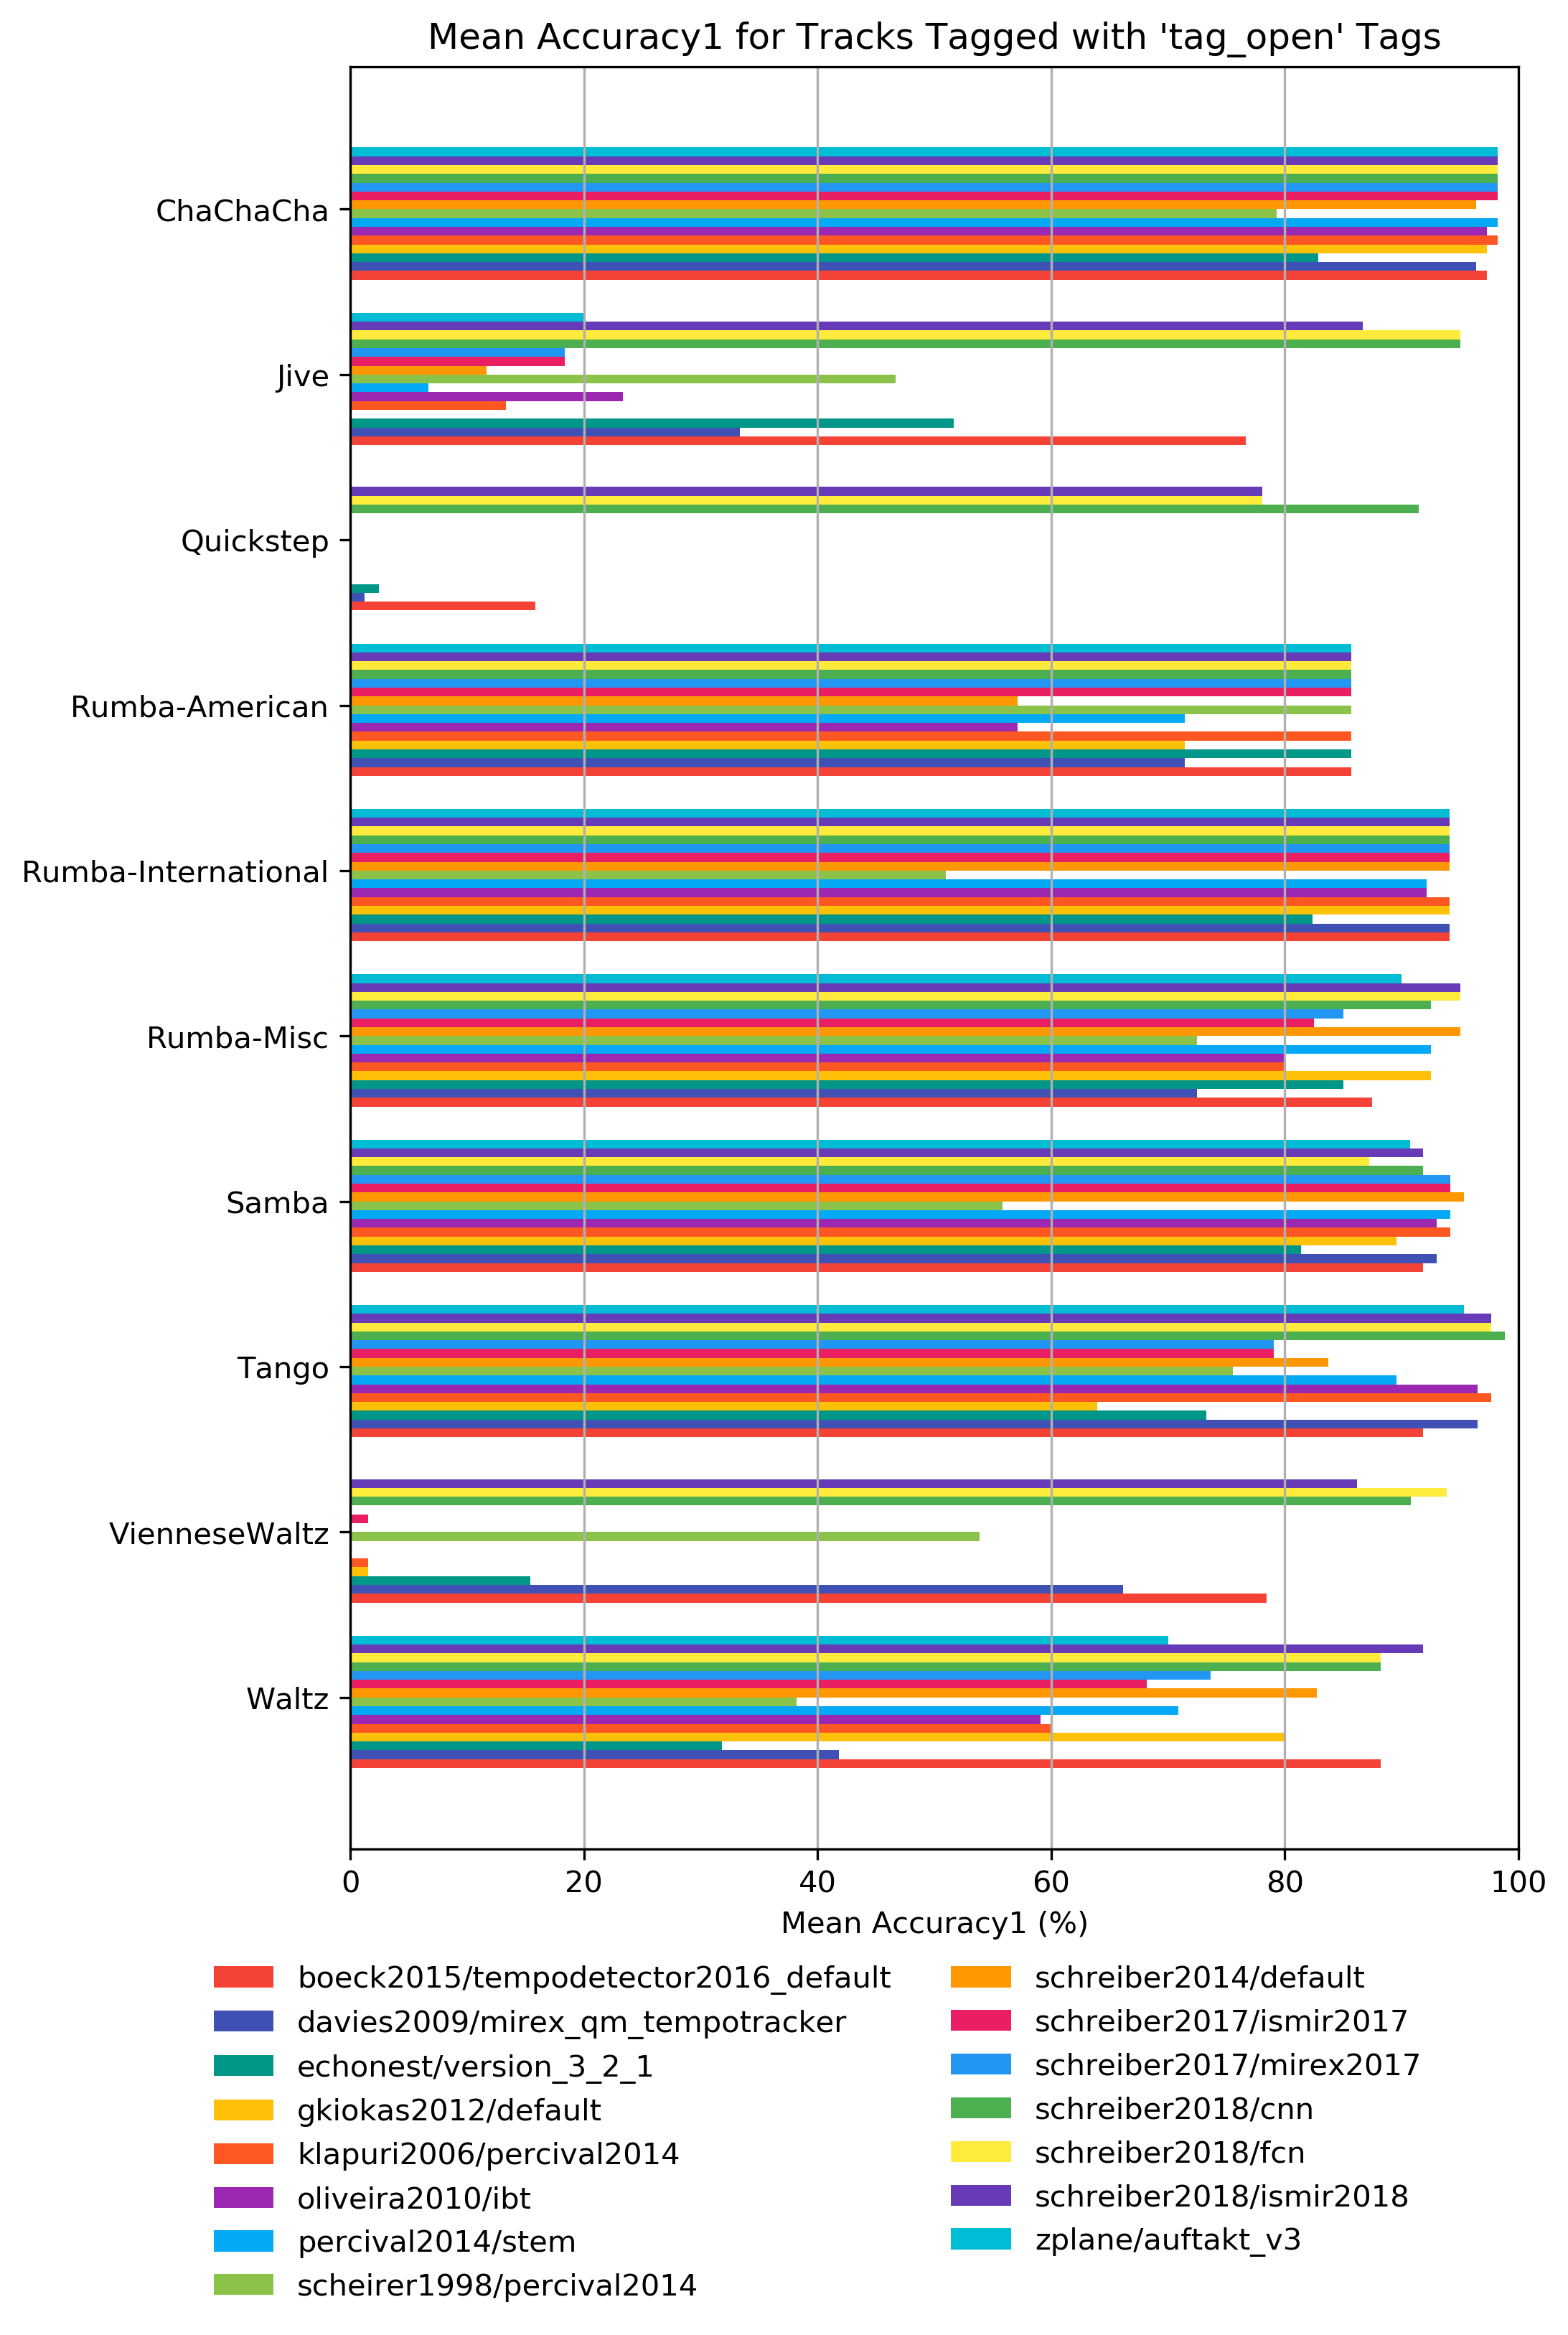 Mean Accuracy1 for Tracks Tagged with 'tag_open' Tags
ChaChaCha
Jive
Quickstep
Rumba-American
Rumba-International
Rumba-Misc
Samba
Tango
VienneseWaltz
Waltz
0 20 40 60 80 100
Mean Accuracy1 (%)
boeck2015/tempodetector2016_default
davies2009/mirex_qm_tempotracker
echonest/version_3_2_1
gkiokas2012/default
klapuri2006/percival2014
oliveira2010/ibt
percival2014/stem
scheirer1998/percival2014
schreiber2014/default
schreiber2017/ismir2017
schreiber2017/mirex2017
schreiber2018/cnn
schreiber2018/fcn
schreiber2018/ismir2018
zplane/auftakt_v3